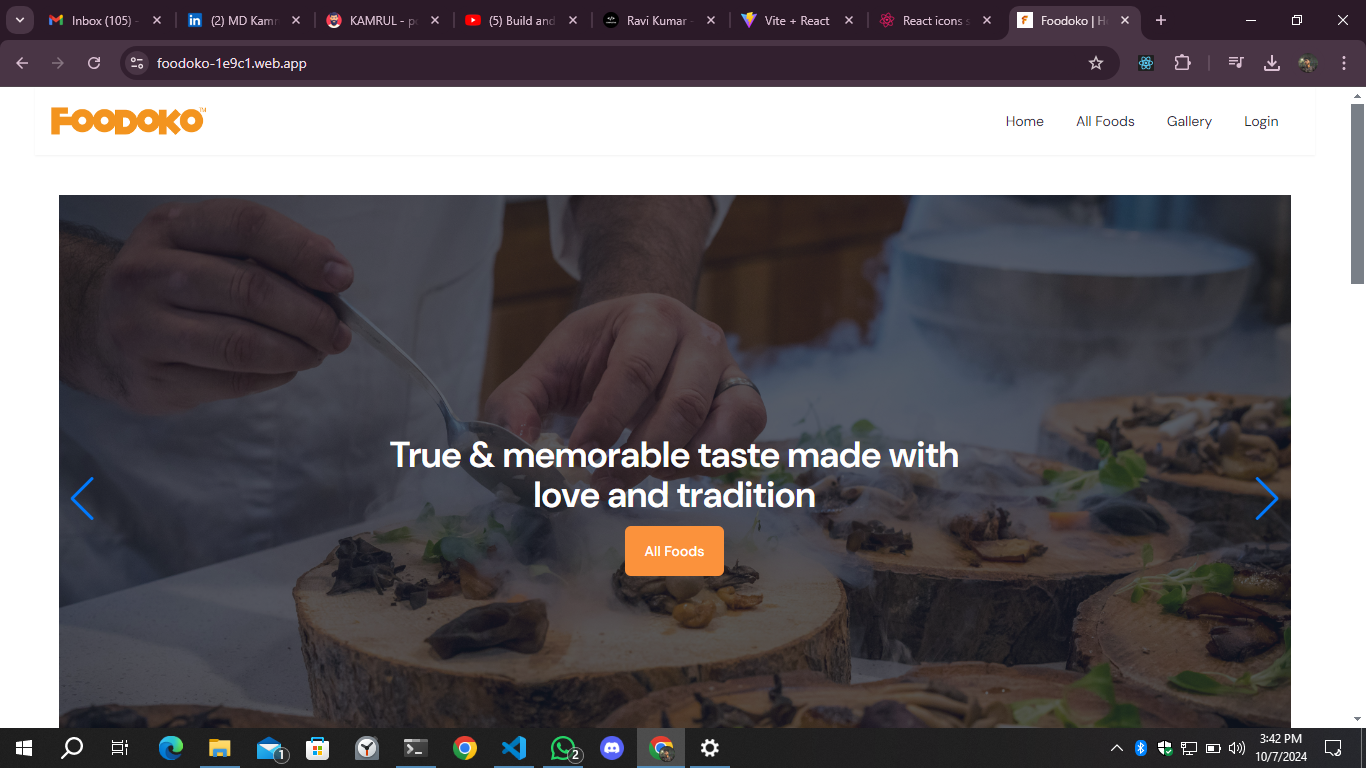 Inbox (105) -
(2) MD Kamr
KAMRUL - po
(5) Build and
Ravi Kumar -
Vite + React
React icons s
Foodoko | H
foodoko-1e9c1.web.app
FOODOKO™
Home
All Foods
Gallery
Login
True & memorable taste made with
love and tradition
All Foods
1
2
3:42 PM
10/7/2024